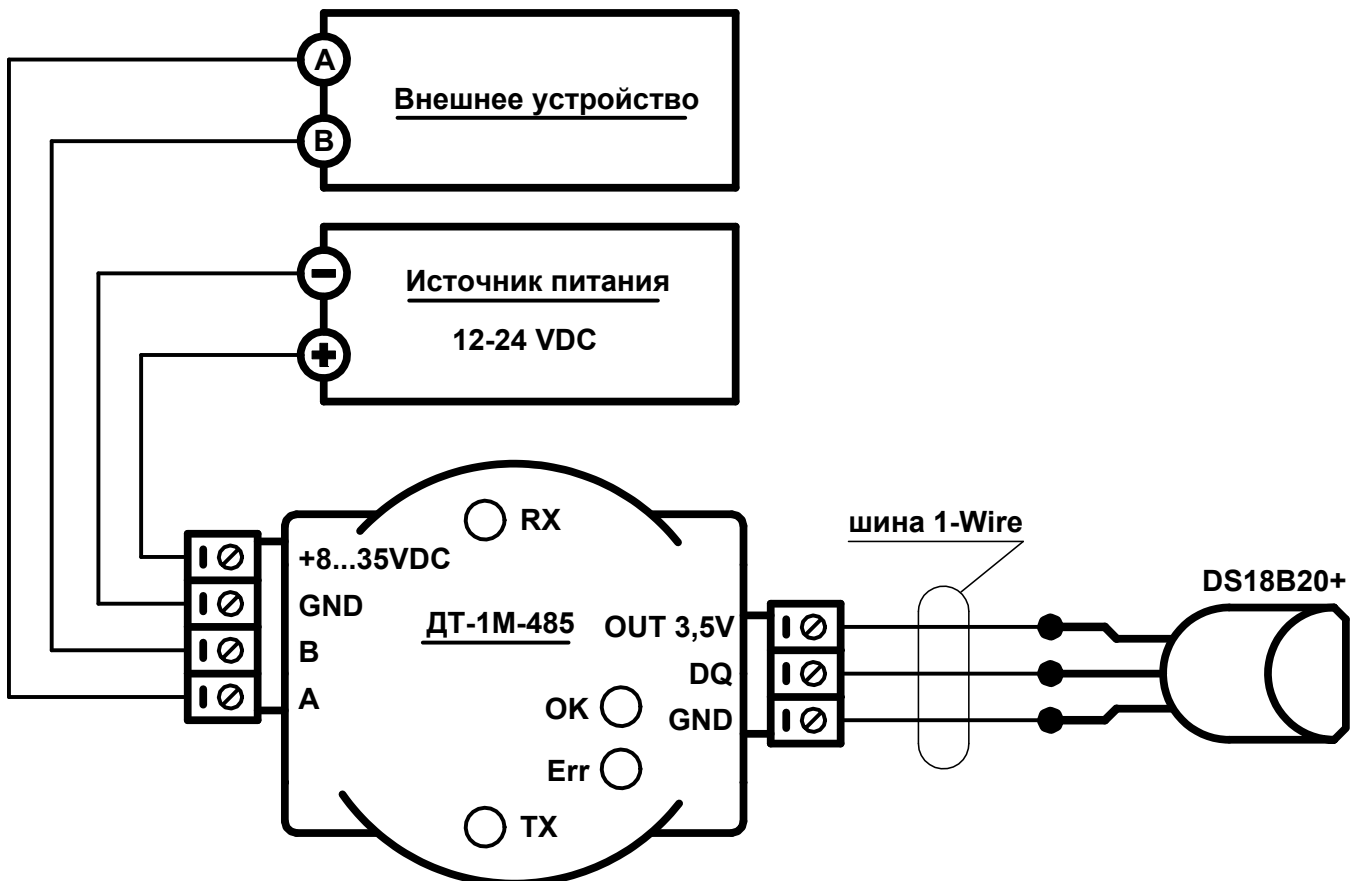 A
Внешнее устройство
B
Источник питания
12-24 VDC
RX
+8...35VDC
GND
B
A
ДТ-1М-485
OUT 3,5V
DQ
GND
OK
Err
TX
шина 1-Wire
DS18B20+